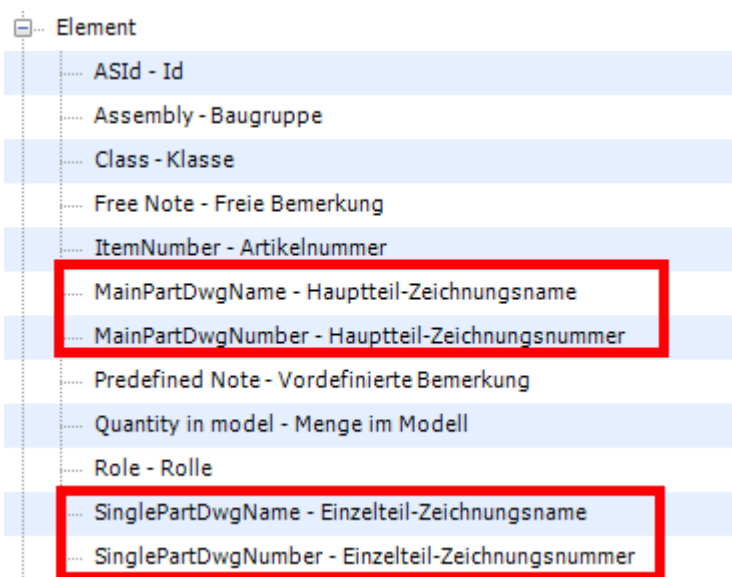 Element
ASId - Id
Assembly - Baugruppe
Class - Klasse
Free Note - Freie Bemerkung
ItemNumber - Artikelnummer
MainPartDwgName - Hauptteil-Zeichnungsname
MainPartDwgNumber - Hauptteil-Zeichnungsnummer
Predefined Note - Vordefinierte Bemerkung
Quantity in model - Menge im Modell
Role - Rolle
SinglePartDwgName - Einzelteil-Zeichnungsname
SinglePartDwgNumber - Einzelteil-Zeichnungsnummer